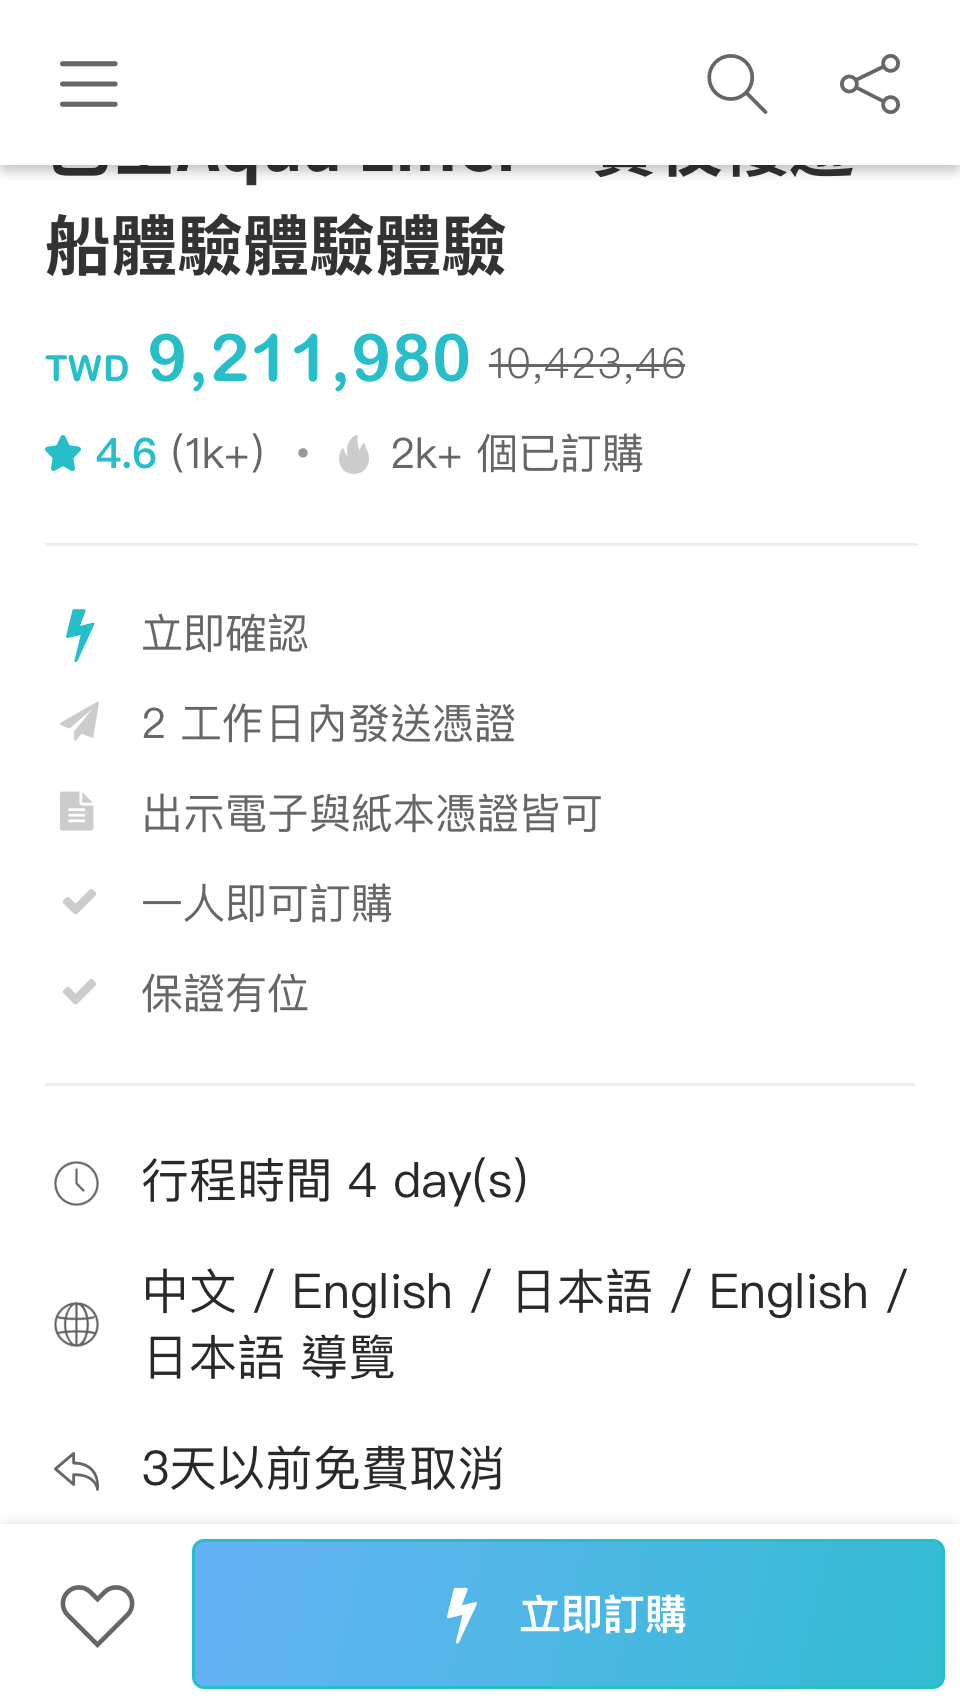 船體驗體驗體驗
TWD 9,211,980 10,423,46
4.6 (1k+) • 2k+ 個已訂購
立即確認
2 工作日內發送憑證
出示電子與紙本憑證皆可
一人即可訂購
保證有位
行程時間 4 day(s)
中文 / English / 日本語 / English /
日本語 導覽
3天以前免費取消
立即訂購